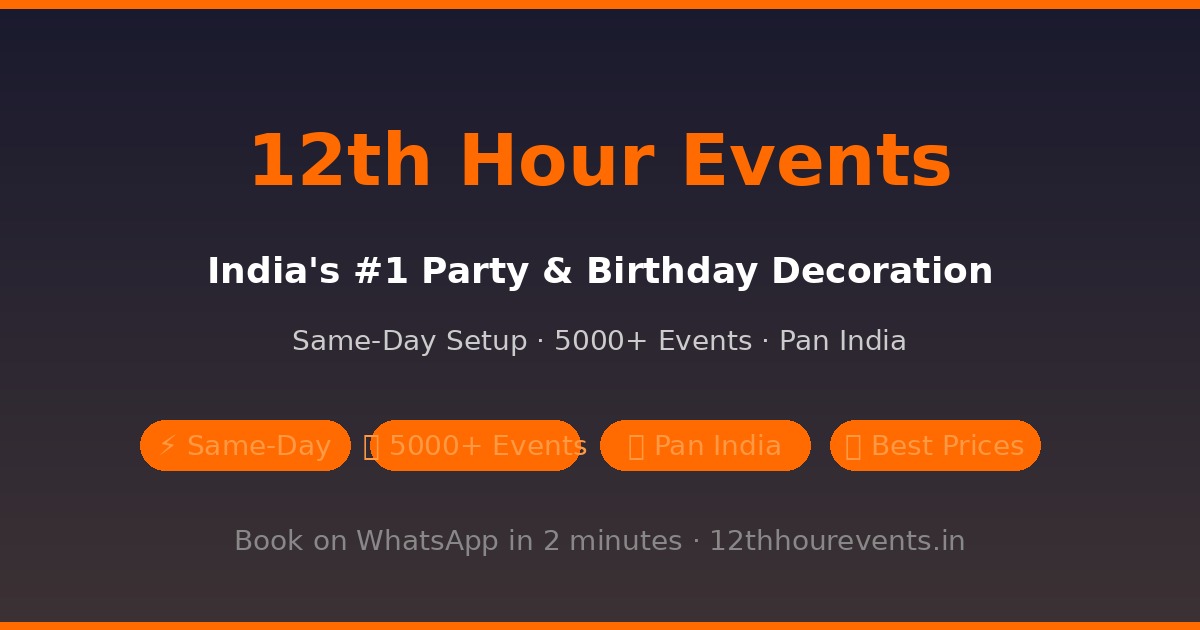 12th Hour Events
India's #1 Party & Birthday Decoration
Same-Day Setup · 5000+ Events · Pan India
⚡ Same-Day 5000+ Events Pan India Best Prices
Book on WhatsApp in 2 minutes · 12thhourevents.in